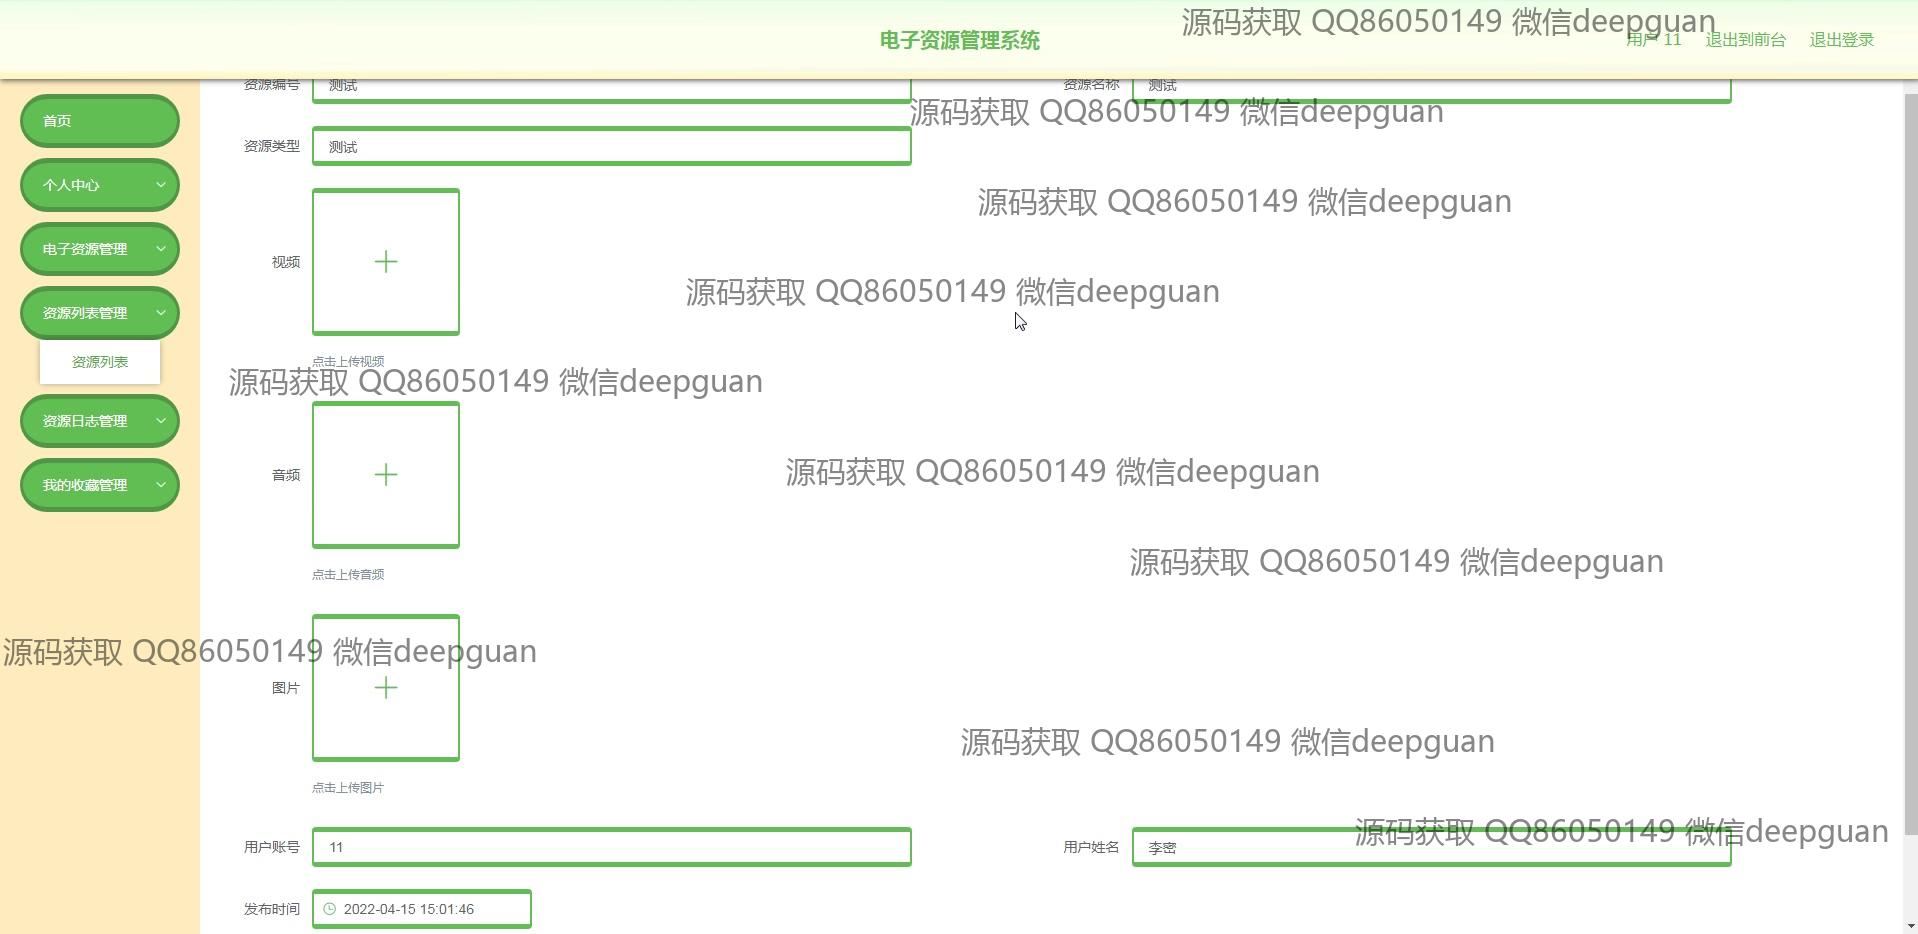 源码获取 QQ86050149 微信deepguan
电子资源管理系统
用户 11 退出到前台 退出登录
资源编号 测试 资源名称 测试
源码获取 QQ86050149 微信deepguan
首页
资源类型 测试
个人中心
源码获取 QQ86050149 微信deepguan
电子资源管理
视频
源码获取 QQ86050149 微信deepguan
资源列表管理
资源列表
点击上传视频
源码获取 QQ86050149 微信deepguan
资源日志管理
音频
源码获取 QQ86050149 微信deepguan
我的收藏管理
源码获取 QQ86050149 微信deepguan
点击上传音频
源码获取 QQ86050149 微信deepguan
图片
源码获取 QQ86050149 微信deepguan
点击上传图片
源码获取 QQ86050149 微信deepguan
用户账号 11 用户姓名 李密
发布时间 2022-04-15 15:01:46